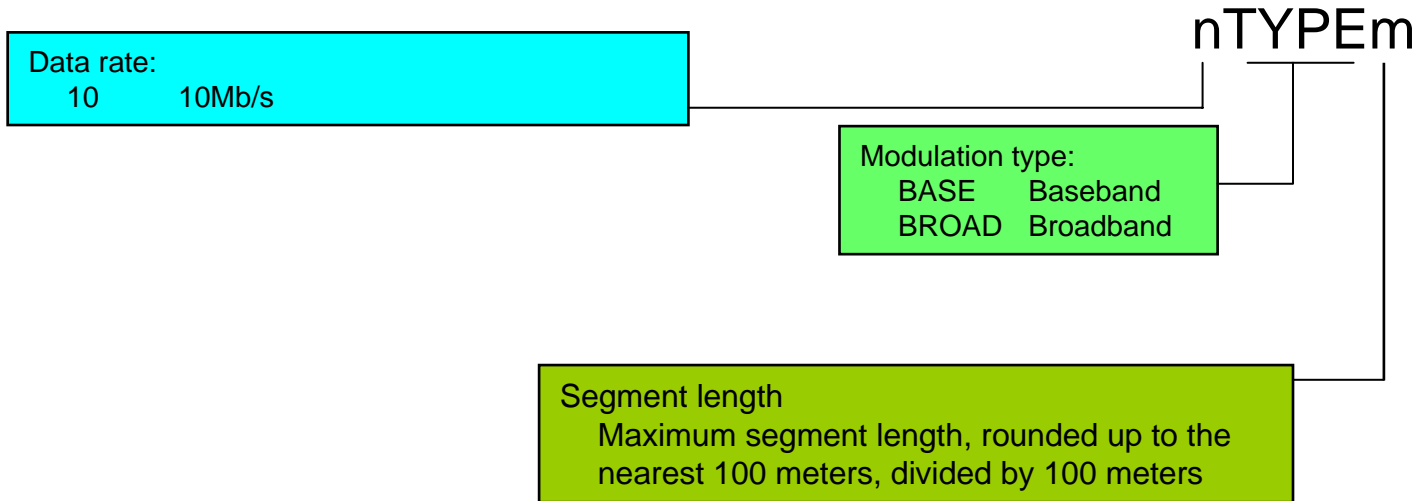 nTYPEm
Data rate:
10 10Mb/s
Modulation type:
BASE Baseband
BROAD Broadband
Segment length
Maximum segment length, rounded up to the
nearest 100 meters, divided by 100 meters